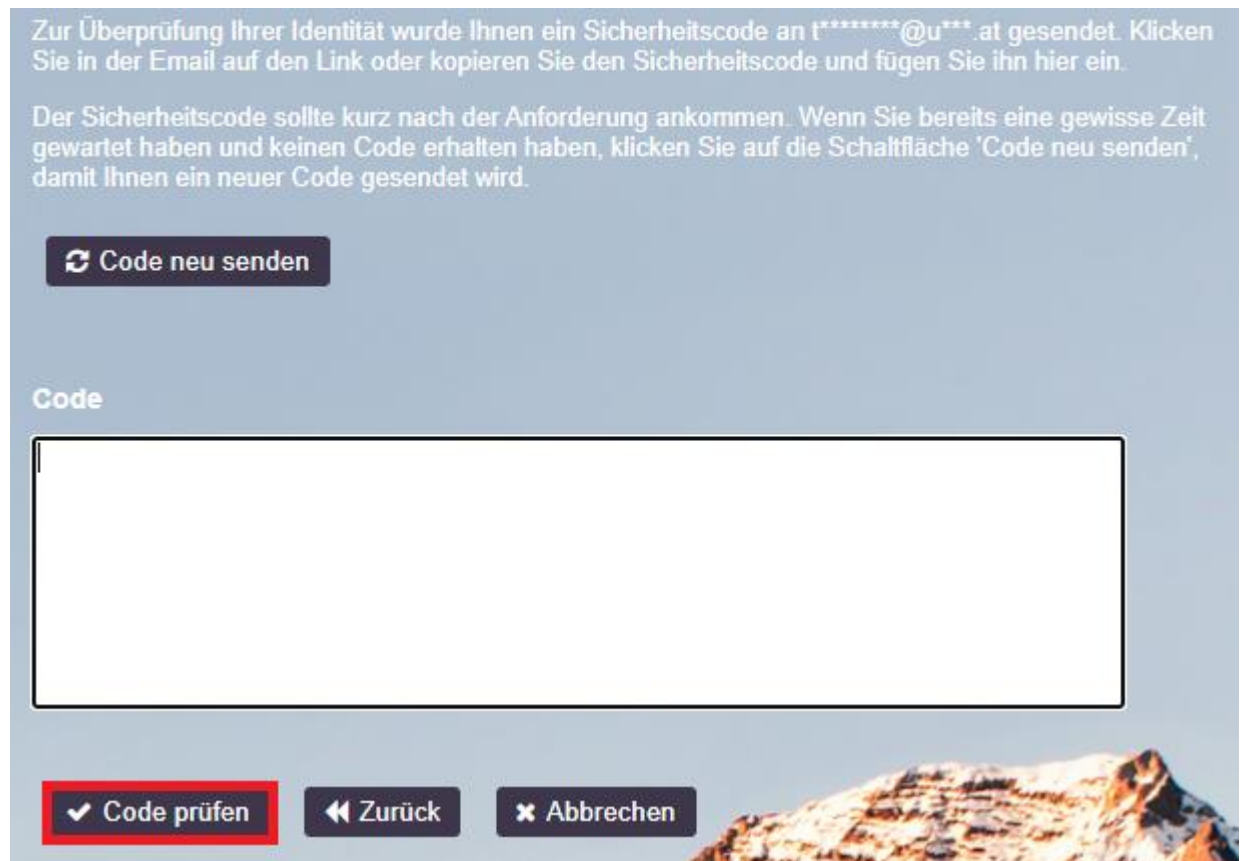 Zur Überprüfung Ihrer Identität wurde Ihnen ein Sicherheitscode an t********@u***.at gesendet. Klicken
Sie in der Email auf den Link oder kopieren Sie den Sicherheitscode und fügen Sie ihn hier ein.
Der Sicherheitscode sollte kurz nach der Anforderung ankommen. Wenn Sie bereits eine gewisse Zeit
gewartet haben und keinen Code erhalten haben, klicken Sie auf die Schaltfläche 'Code neu senden',
damit Ihnen ein neuer Code gesendet wird.
Code neu senden
Code
Code prüfen Zurück Abbrechen